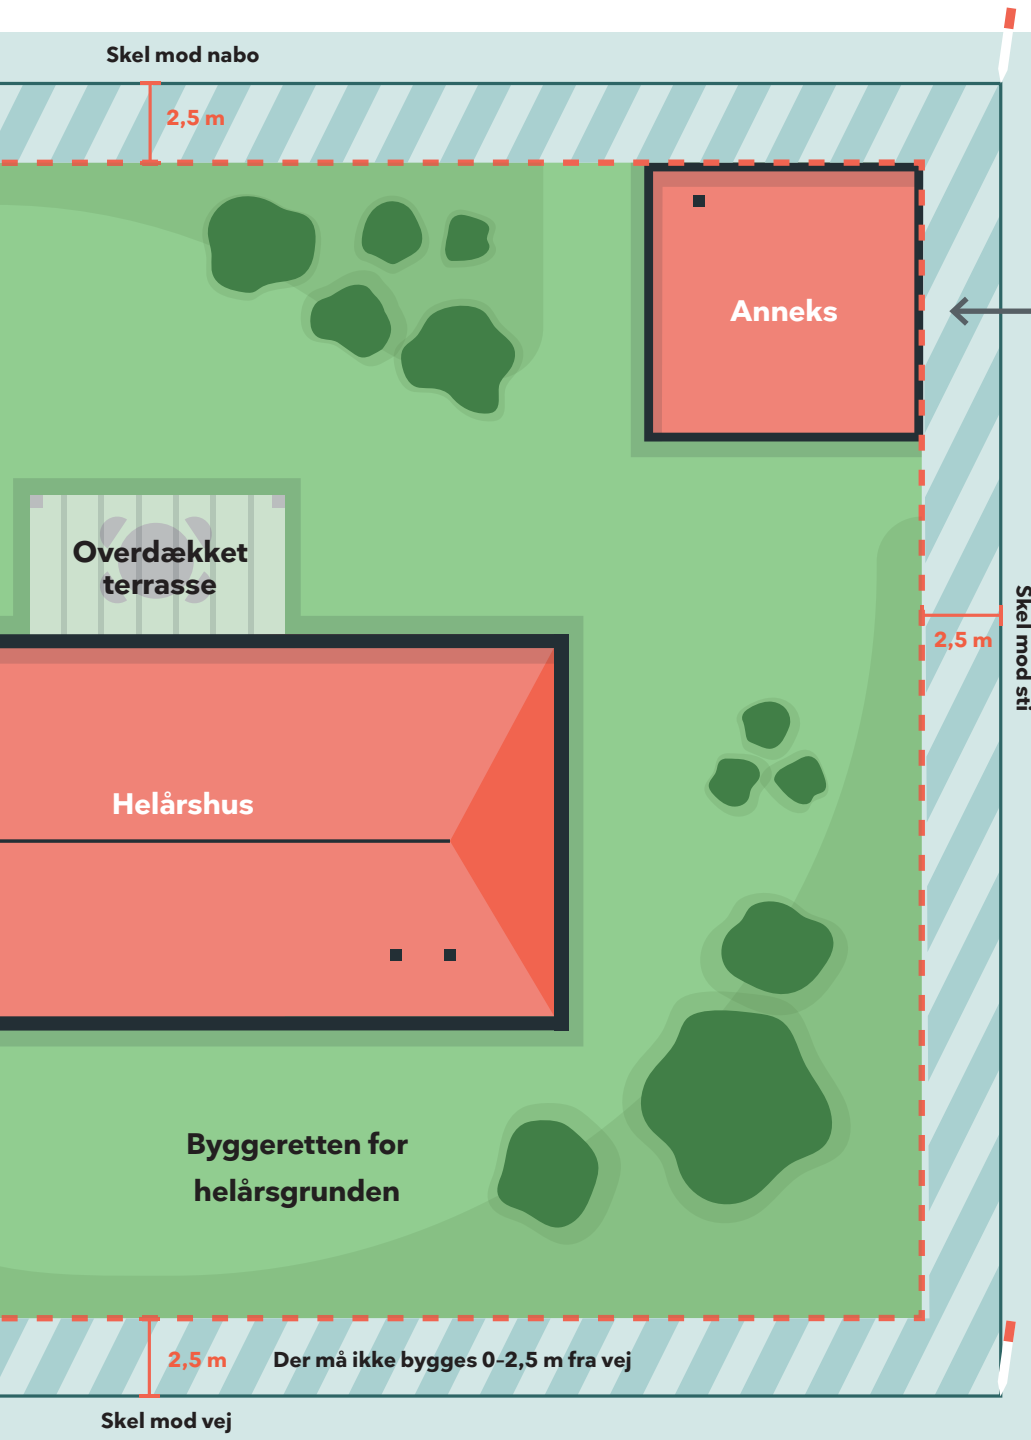 Skel mod nabo
2,5 m
Anneks
Overdækket
terrasse
Skel mod sti
2,5 m
Helårshus
Byggeretten for
helårsgrunden
2,5 m
Der må ikke bygges 0–2,5 m fra vej
Skel mod vej